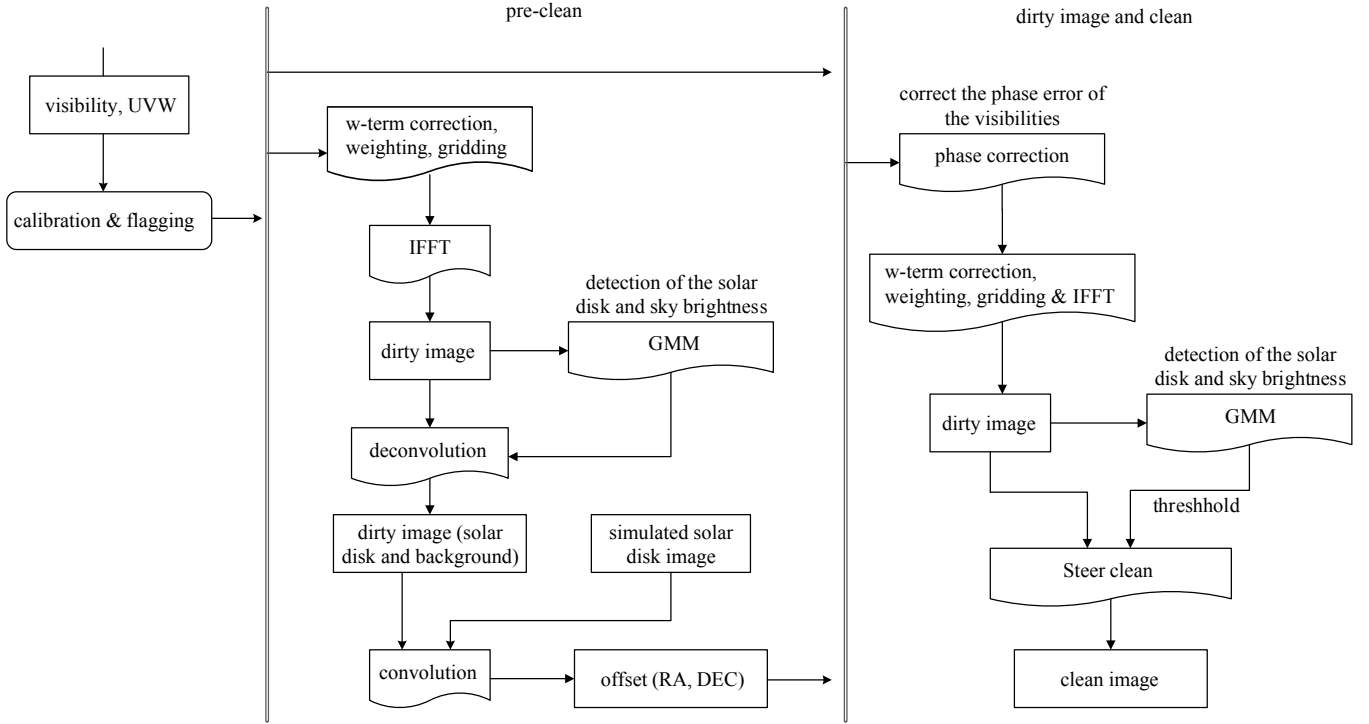 pre-clean
dirty image and clean
visibility, UVW
calibration & flagging
w-term correction,
weighting, gridding
IFFT
detection of the solar
disk and sky brightness
dirty image
GMM
deconvolution
dirty image (solar
disk and background)
simulated solar
disk image
convolution
offset (RA, DEC)
correct the phase error of
the visibilities
phase correction
w-term correction,
weighting, gridding & IFFT
detection of the solar
disk and sky brightness
dirty image
GMM
threshhold
Steer clean
clean image